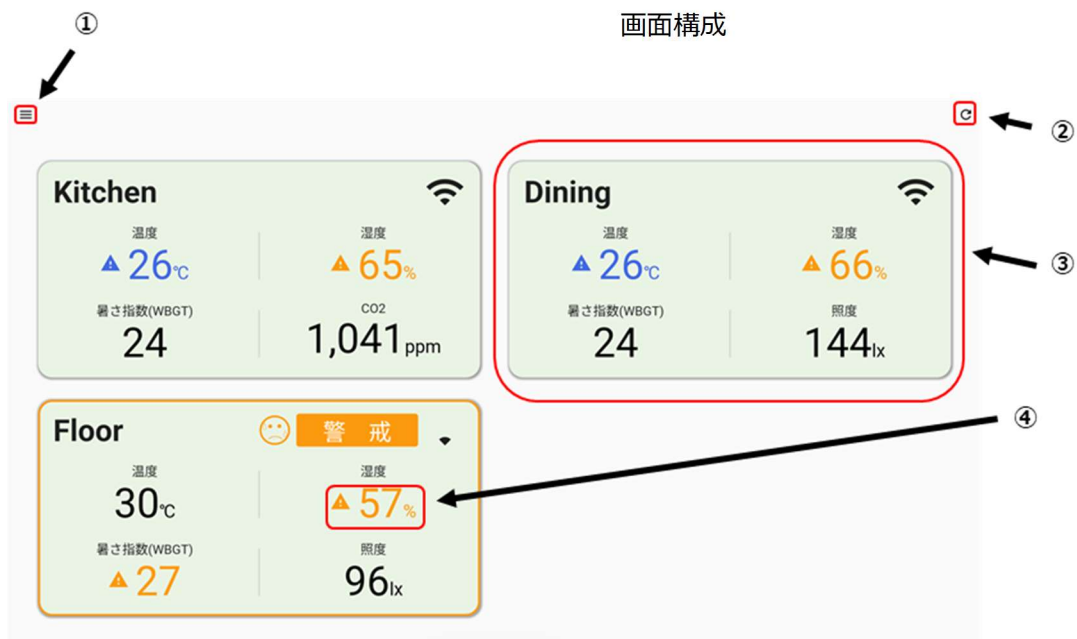 ①
画面構成
②
Kitchen
温度
湿度
26℃
65%
暑さ指数(WBGT)
CO2
24
1,041ppm
Dining
温度
湿度
26℃
66%
暑さ指数(WBGT)
照度
24
144lx
③
Floor
警 戒
④
温度
湿度
30℃
57%
暑さ指数(WBGT)
照度
27
96lx